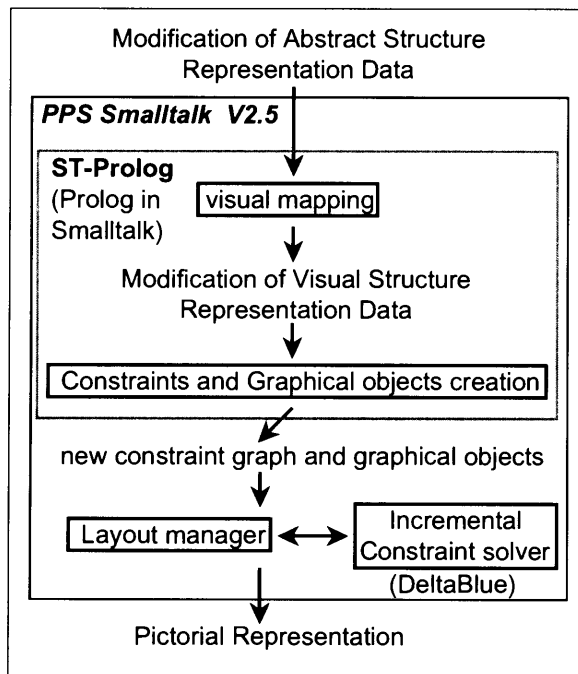 Modification of Abstract Structure
Representation Data
PPS Smalltalk V2.5
ST-Prolog
(Prolog in
Smalltalk)
visual mapping
Modification of Visual Structure
Representation Data
Constraints and Graphical objects creation
new constraint graph and graphical objects
Layout manager
Incremental
Constraint solver
(DeltaBlue)
Pictorial Representation